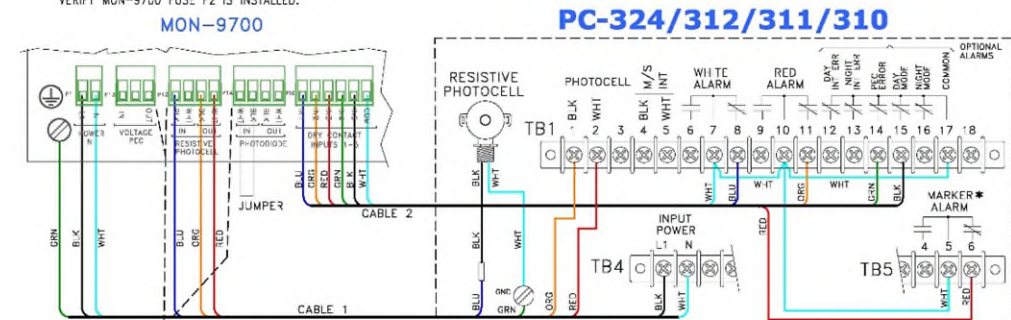 VERIFY MON-9700 FUSE F2 IS INSTALLED.
MON-9700
PC-324/312/311/310
OPTIONAL ALARMS
RESISTIVE PHOTOCELL
PHOTOCELL
M/S INT
WHITE ALARM
RED ALARM
DAY INT ERR
NIGHT INT ERR
PEC ERROR
DAY MODE
NIGHT MODE
COMMON
BLK WHT BLK WHT
TB1
1 2 3 4 5 6 7 8 9 10 11 12 13 14 15 16 17 18
POWER
N
VOLTAGE PEC
IN OUT
RESISTIVE PHOTOCELL
IN OUT
PHOTODIODE
DRY CONTACT INPUTS 1-5
JUMPER
BLU ORG RED GRN BLK WHT
CABLE 2
BLK WHT
WHT BLU WHT ORG WHT GRN BLK
MARKER* ALARM
4 5 6
INPUT POWER
L1 N
TB4
TB5
GRN BLK WHT BLU ORG RED
BLK WHT
GND
GRN
BLU ORG RED BLK WHT
RED WHT RED
CABLE 1